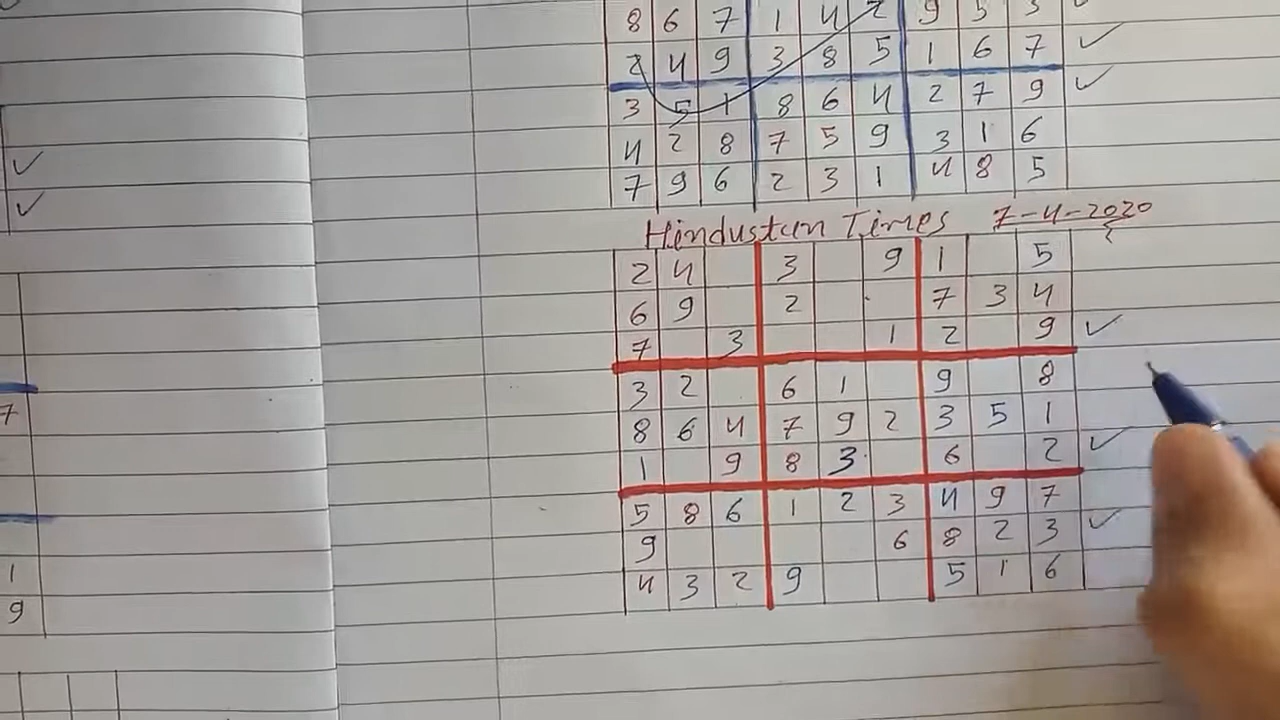 8 6 7 1 4 2 9 5 3
2 4 9 3 8 5 1 6 7 ✓
3 5 1 8 6 4 2 7 9 ✓
4 2 8 7 5 9 3 1 6
7 9 6 2 3 1 4 8 5
Hindustan Times 7-4-2020
2 4 3 9 1 5
6 9 2 7 3 4
7 3 1 2 9 ✓
3 2 6 1 9 8
8 6 4 7 9 2 3 5 1
1 9 8 3 6 2 ✓
5 8 6 1 2 3 4 9 7
9 6 8 2 3 ✓
4 3 2 9 5 1 6
✓
✓
7
1
9